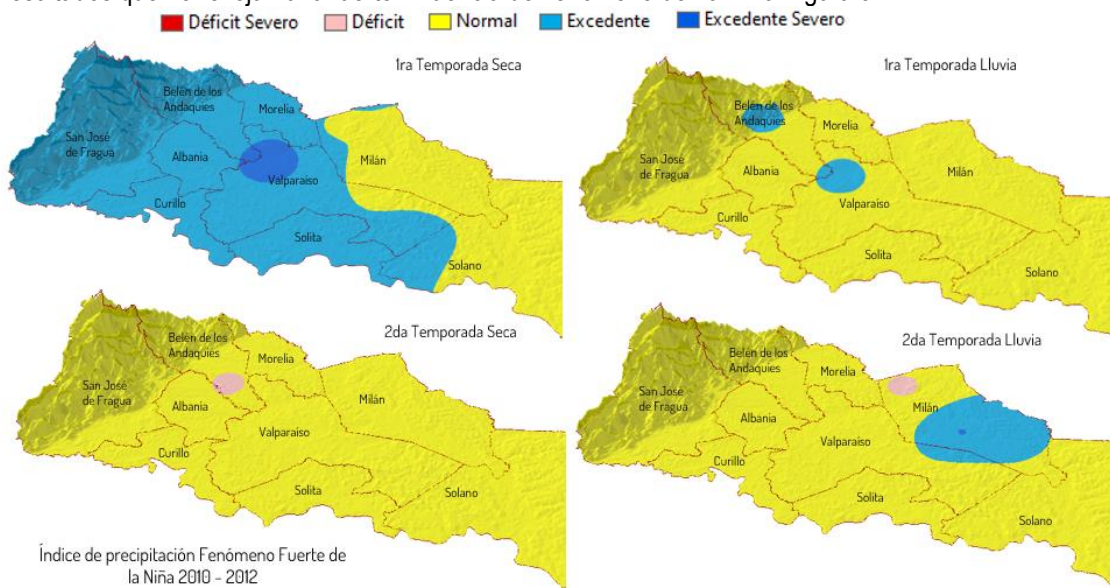 Déficit Severo Déficit Normal Excedente Excedente Severo
1ra Temporada Seca
Belén de los
Andaquies
Morelia
San José
de Fragua
Albania
Milán
Valparaiso
Curillo
Solita
Solano
1ra Temporada Lluvia
Belén de los
Andaquies
Morelia
San José
de Fragua
Albania
Milán
Valparaiso
Curillo
Solita
Solano
2da Temporada Seca
Belén de los
Andaquies
Morelia
San José
de Fragua
Albania
Milán
Valparaiso
Curillo
Solita
Solano
2da Temporada Lluvia
Belén de los
Andaquies
Morelia
San José
de Fragua
Albania
Milán
Valparaiso
Curillo
Solita
Solano
Índice de precipitación Fenómeno Fuerte de
la Niña 2010 - 2012